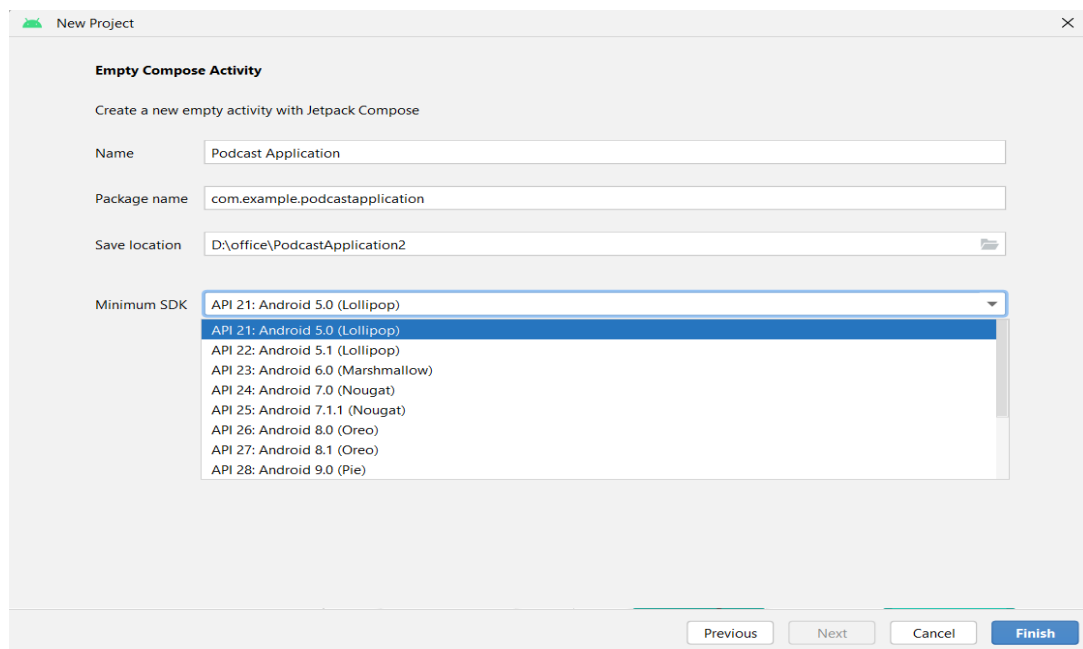 New Project
Empty Compose Activity
Create a new empty activity with Jetpack Compose
Name Podcast Application
Package name com.example.podcastapplication
Save location D:\office\PodcastApplication2
Minimum SDK API 21: Android 5.0 (Lollipop)
API 21: Android 5.0 (Lollipop)
API 22: Android 5.1 (Lollipop)
API 23: Android 6.0 (Marshmallow)
API 24: Android 7.0 (Nougat)
API 25: Android 7.1.1 (Nougat)
API 26: Android 8.0 (Oreo)
API 27: Android 8.1 (Oreo)
API 28: Android 9.0 (Pie)
Previous Next Cancel Finish